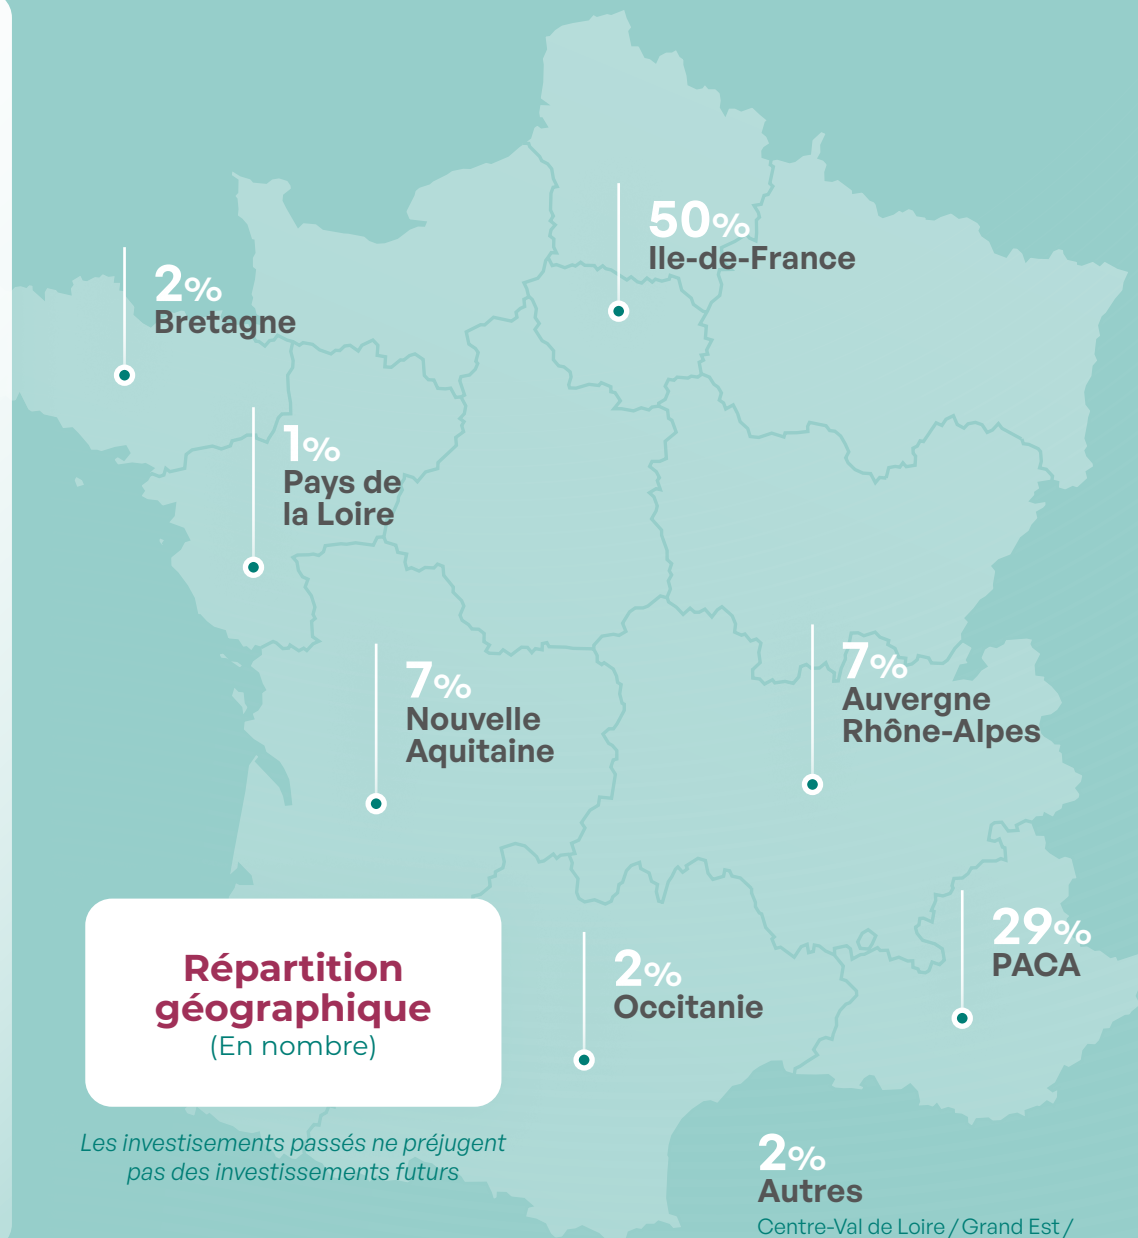 50%
Ile-de-France
2%
Bretagne
1%
Pays de
la Loire
7%
Nouvelle
Aquitaine
7%
Auvergne
Rhône-Alpes
29%
PACA
2%
Occitanie
Répartition
géographique
(En nombre)
Les investisements passés ne préjugent
pas des investissements futurs
2%
Autres
Centre-Val de Loire / Grand Est /